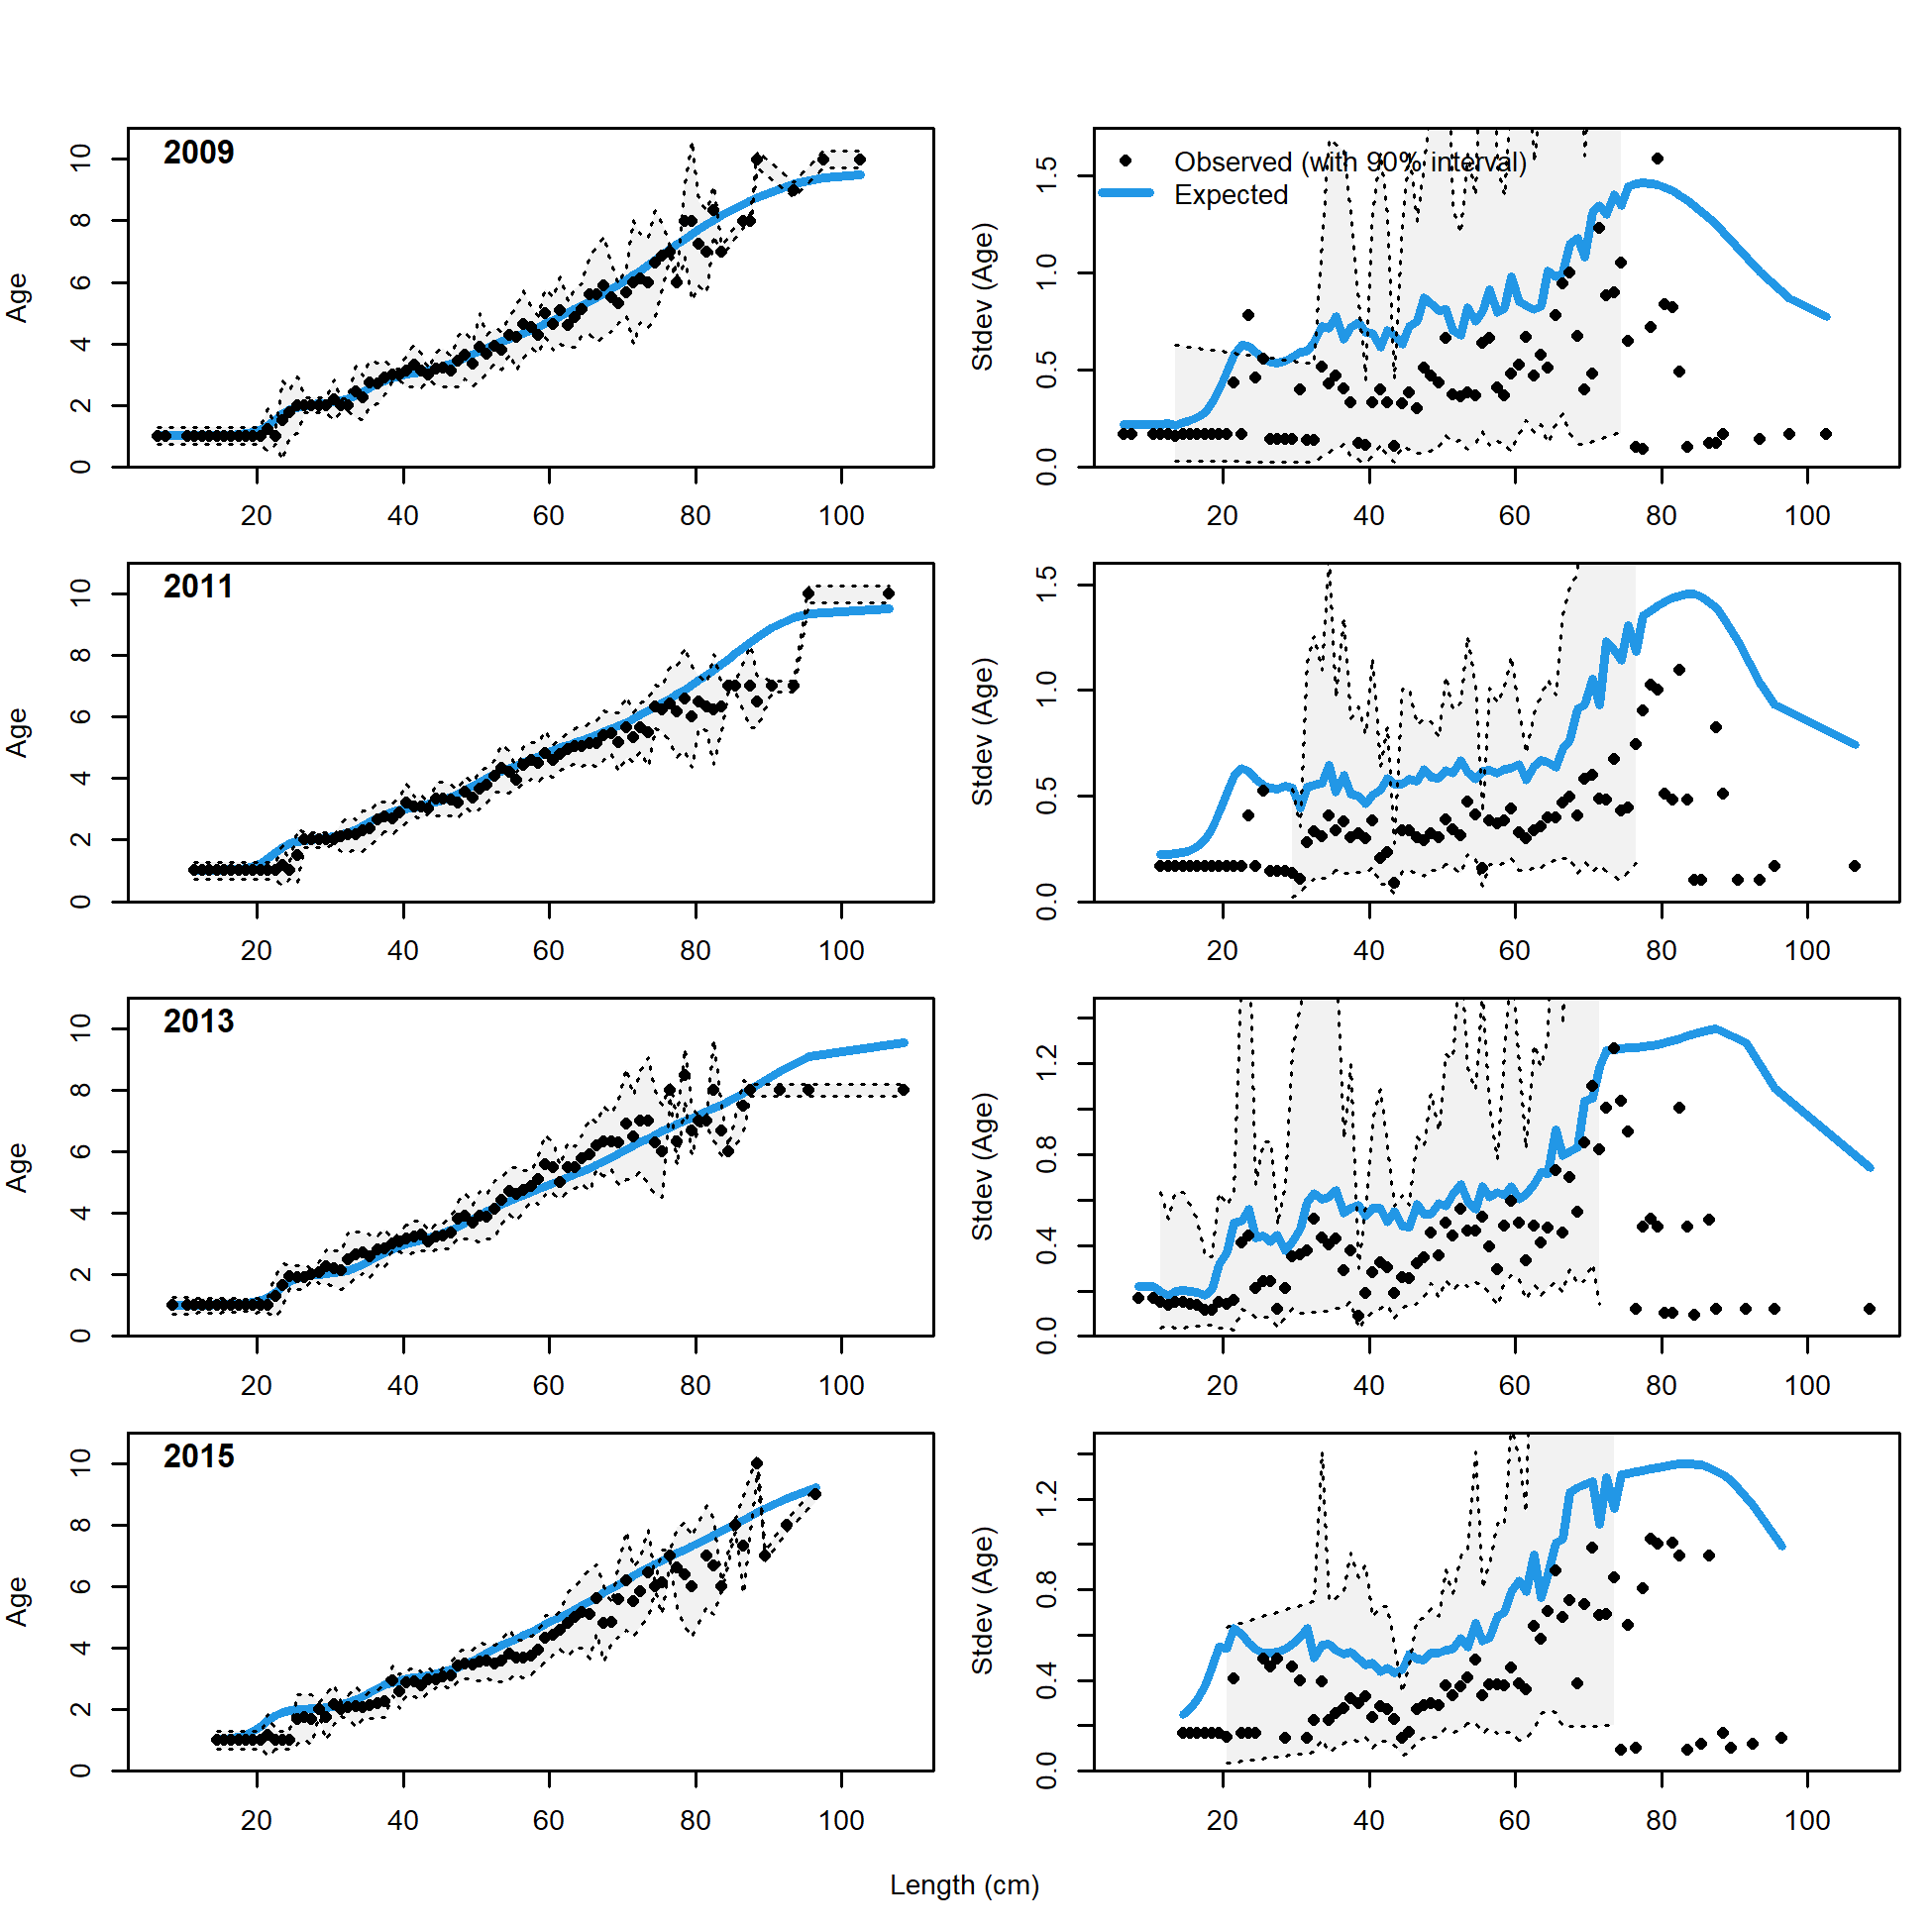 2009
Age
0 2 4 6 8 10
20 40 60 80 100
Observed (with 90% interval)
Expected
Stdev (Age)
0.0 0.5 1.0 1.5
20 40 60 80 100
2011
Age
0 2 4 6 8 10
20 40 60 80 100
Stdev (Age)
0.0 0.5 1.0 1.5
20 40 60 80 100
2013
Age
0 2 4 6 8 10
20 40 60 80 100
Stdev (Age)
0.0 0.4 0.8 1.2
20 40 60 80 100
2015
Age
0 2 4 6 8 10
20 40 60 80 100
Stdev (Age)
0.0 0.4 0.8 1.2
20 40 60 80 100
Length (cm)